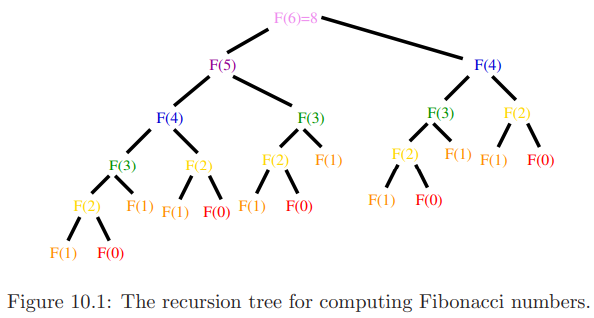 F(6)=8
F(5) F(4)
F(4) F(3) F(3) F(2)
F(3) F(2) F(2) F(1) F(2) F(1) F(1) F(0)
F(2) F(1) F(1) F(0) F(1) F(0) F(1) F(0)
F(1) F(0)
Figure 10.1: The recursion tree for computing Fibonacci numbers.